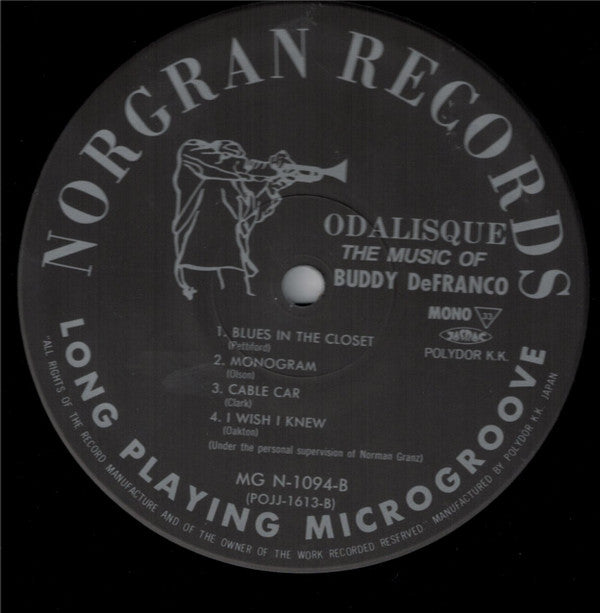 NORGRAN RECORDS
ODALISQUE
THE MUSIC OF
BUDDY DeFRANCO
MONO 33
POLYDOR K.K.
1. BLUES IN THE CLOSET
(Pettiford)
2. MONOGRAM
(Olson)
3. CABLE CAR
(Clark)
4. I WISH I KNEW
(Oakton)
(Under the personal supervision of Norman Granz)
MG N-1094-B
(POJJ-1613-B)
LONG PLAYING MICROGROOVE
"ALL RIGHTS OF THE RECORD MANUFACTURE AND OF THE OWNER OF THE WORK RECORDED RESERVED." MANUFACTURED BY POLYDOR K.K. JAPAN